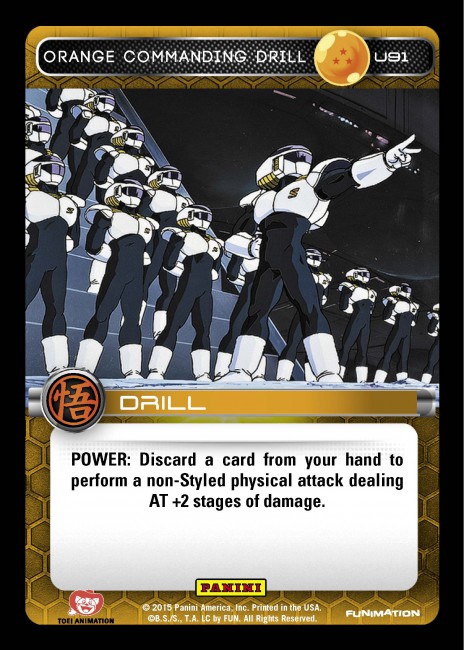 ORANGE COMMANDING DRILL U91
S
悟 DRILL
POWER: Discard a card from your hand to
perform a non-Styled physical attack dealing
AT +2 stages of damage.
PANINI
TOEI ANIMATION
© 2015 Panini America, Inc. Printed in the USA.
©B.S./S., T.A. LC by FUN. All Rights Reserved.
FUNIMATION